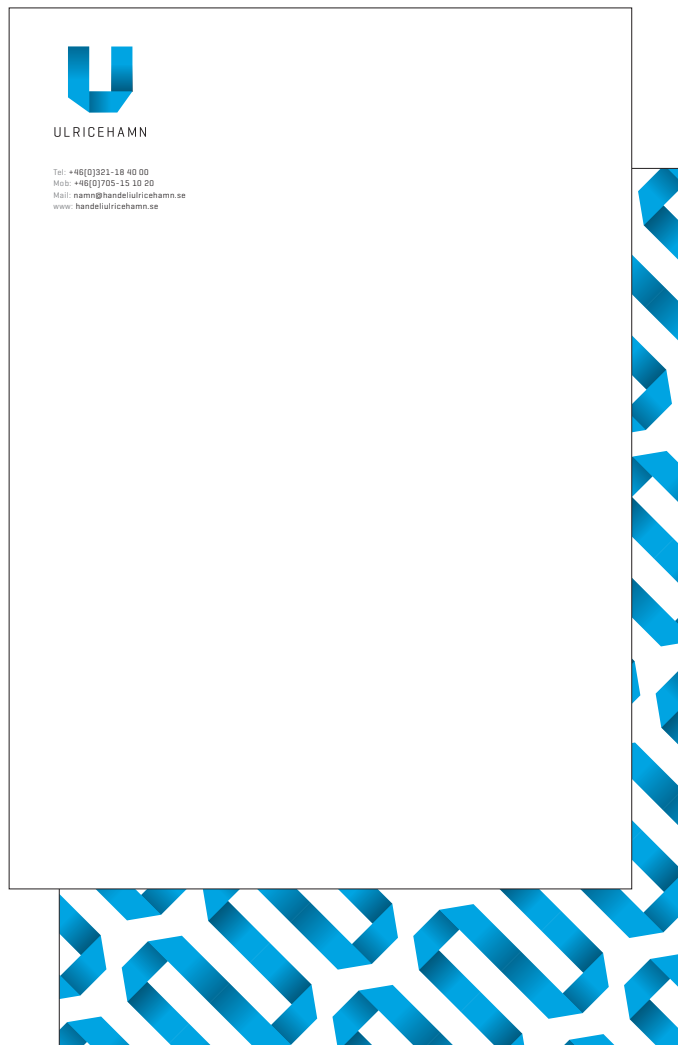 ULRICEHAMN
Tel: +46(0)321-18 40 00
Mob: +46(0)705-15 10 20
Mail: namn@handeliulricehamn.se
www: handeliulricehamn.se